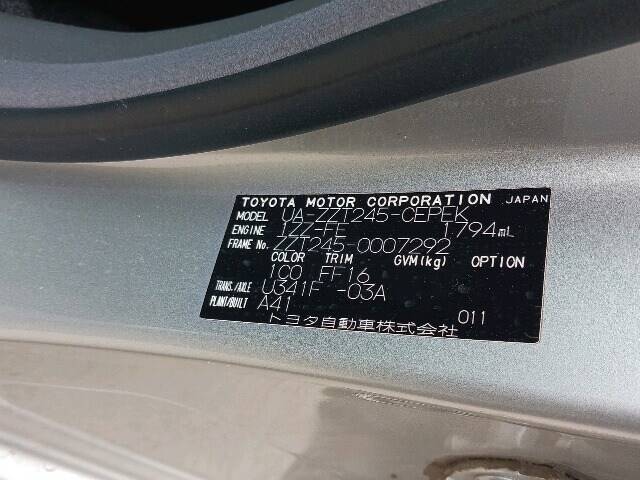 TOYOTA MOTOR CORPORATION JAPAN
MODEL UA-ZZT245-CEPEK
ENGINE 1ZZ-FE 1,794mL
FRAME No. ZZT245-0007292
COLOR TRIM GVM(kg) OPTION
1C0 FF16
TRANS./AXLE U341F -03A
PLANT/BUILT A41 011
トヨタ自動車株式会社